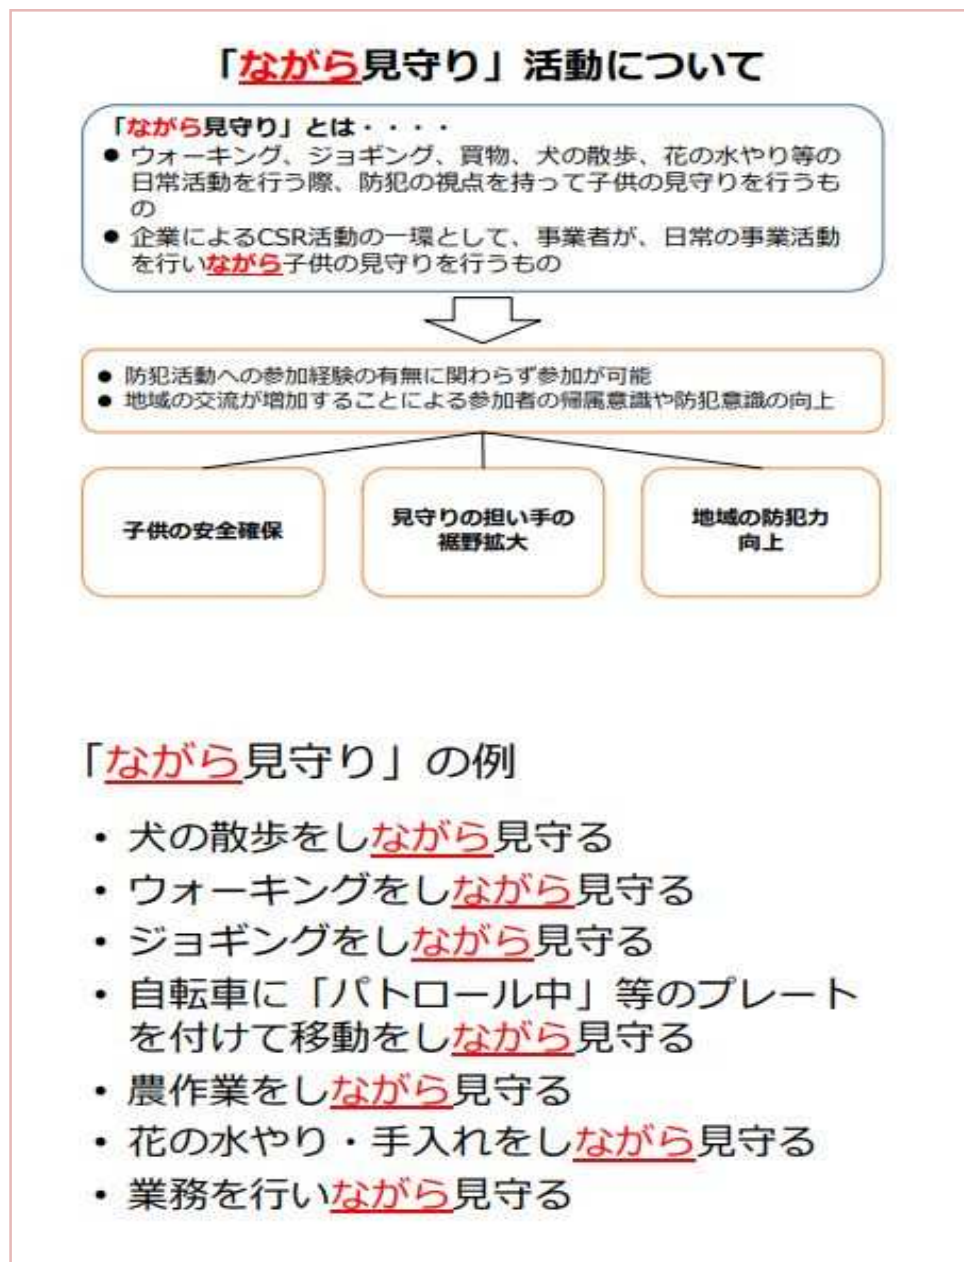 「ながら見守り」活動について
「ながら見守り」とは・・・・
● ウォーキング、ジョギング、買物、犬の散歩、花の水やり等の
日常活動を行う際、防犯の視点を持って子供の見守りを行うも
の
● 企業によるCSR活動の一環として、事業者が、日常の事業活動
を行いながら子供の見守りを行うもの
● 防犯活動への参加経験の有無に関わらず参加が可能
● 地域の交流が増加することによる参加者の帰属意識や防犯意識の向上
子供の安全確保
見守りの担い手の
裾野拡大
地域の防犯力
向上
「ながら見守り」の例
・ 犬の散歩をしながら見守る
・ ウォーキングをしながら見守る
・ ジョギングをしながら見守る
・ 自転車に「パトロール中」等のプレート
を付けて移動をしながら見守る
・ 農作業をしながら見守る
・ 花の水やり・手入れをしながら見守る
・ 業務を行いながら見守る